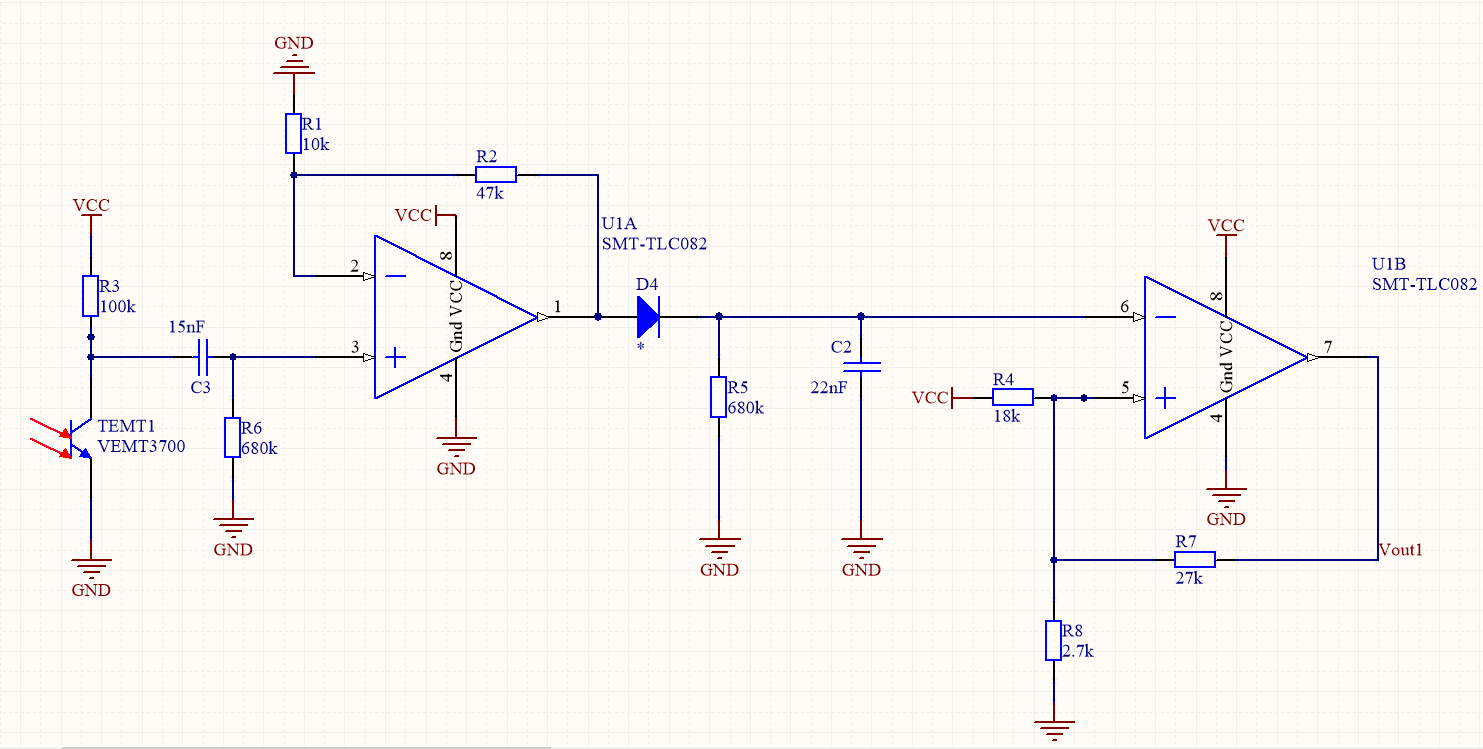 GND
R1
10k
R2
47k
VCC
VCC
U1A
SMT-TLC082
8
2
Gnd VCC
1
3
4
GND
R3
100k
15nF
C3
TEMT1
VEMT3700
GND
R6
680k
GND
D4
*
R5
680k
GND
C2
22nF
GND
VCC
U1B
SMT-TLC082
8
6
Gnd VCC
7
5
4
GND
VCC
R4
18k
R7
27k
Vout1
R8
2.7k